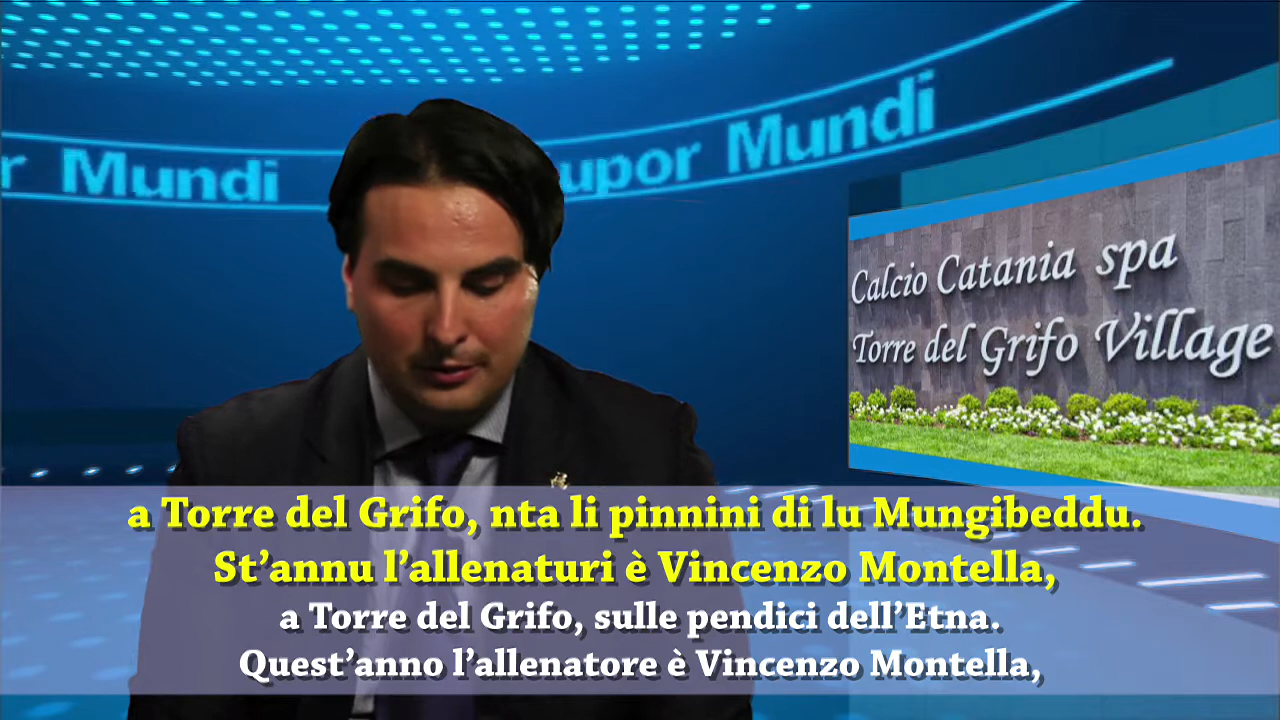 r Mundi
upor Mundi
Calcio Catania spa
Torre del Grifo Village
a Torre del Grifo, nta li pinnini di lu Mungibeddu.
St'annu l'allenaturi è Vincenzo Montella,
a Torre del Grifo, sulle pendici dell'Etna.
Quest'anno l'allenatore è Vincenzo Montella,